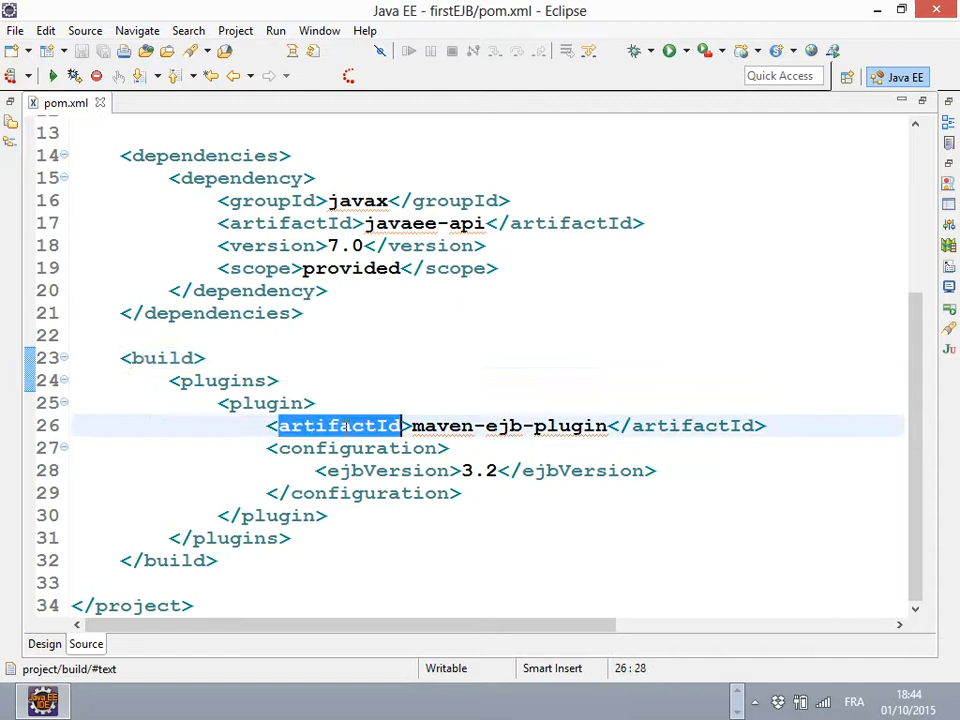 Java EE - firstEJB/pom.xml - Eclipse
File Edit Source Navigate Search Project Run Window Help
Quick Access
Java EE
pom.xml
13
14 <dependencies>
15 <dependency>
16 <groupId>javax</groupId>
17 <artifactId>javaee-api</artifactId>
18 <version>7.0</version>
19 <scope>provided</scope>
20 </dependency>
21 </dependencies>
22
23 <build>
24 <plugins>
25 <plugin>
26 <artifactId>maven-ejb-plugin</artifactId>
27 <configuration>
28 <ejbVersion>3.2</ejbVersion>
29 </configuration>
30 </plugin>
31 </plugins>
32 </build>
33
34 </project>
Design Source
project/build/#text Writable Smart Insert 26 : 28
Java EE IDE
FRA
18:44
01/10/2015